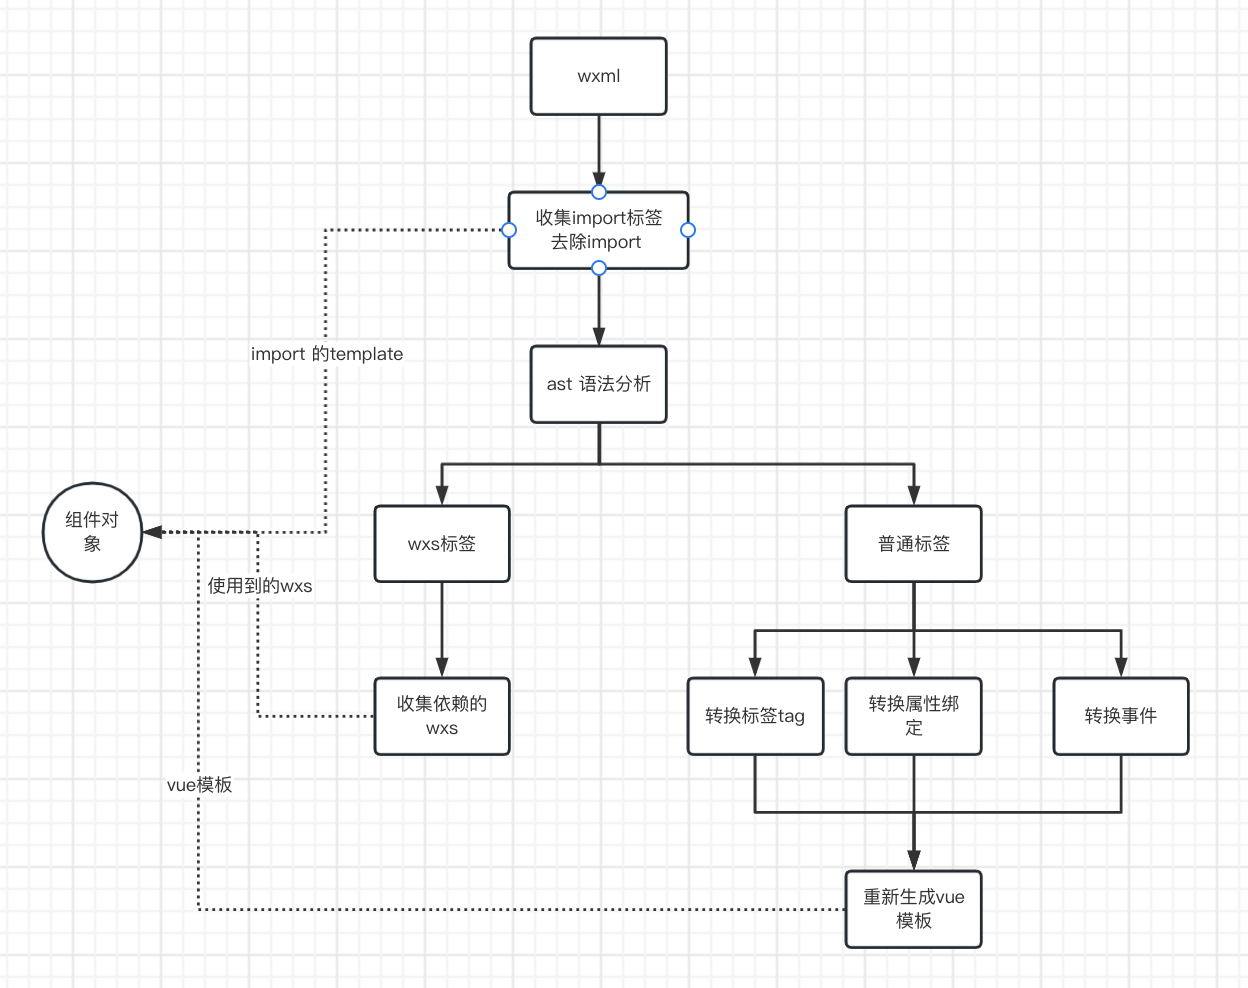 wxml
收集import标签
去除import
import 的template
ast 语法分析
组件对
象
wxs标签
普通标签
使用到的wxs
收集依赖的
wxs
转换标签tag
转换属性绑
定
转换事件
vue模板
重新生成vue
模板